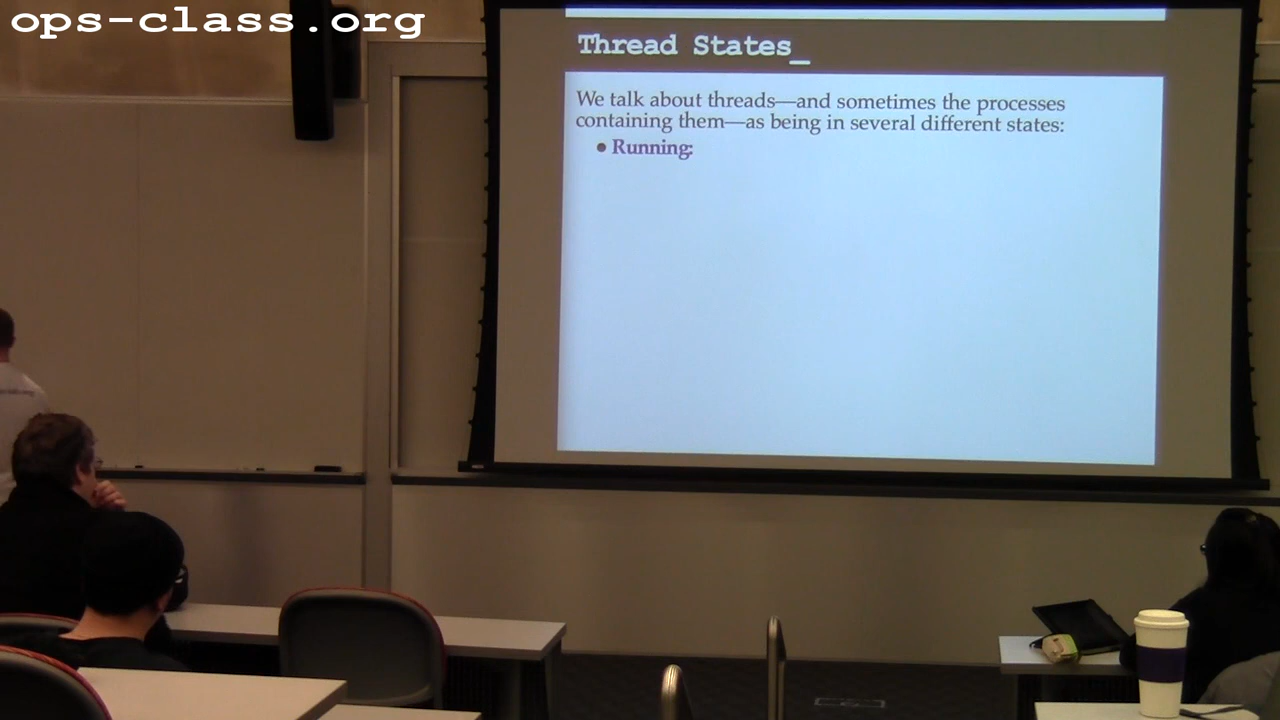 ops-class.org
Thread States_
We talk about threads—and sometimes the processes
containing them—as being in several different states:
• Running: